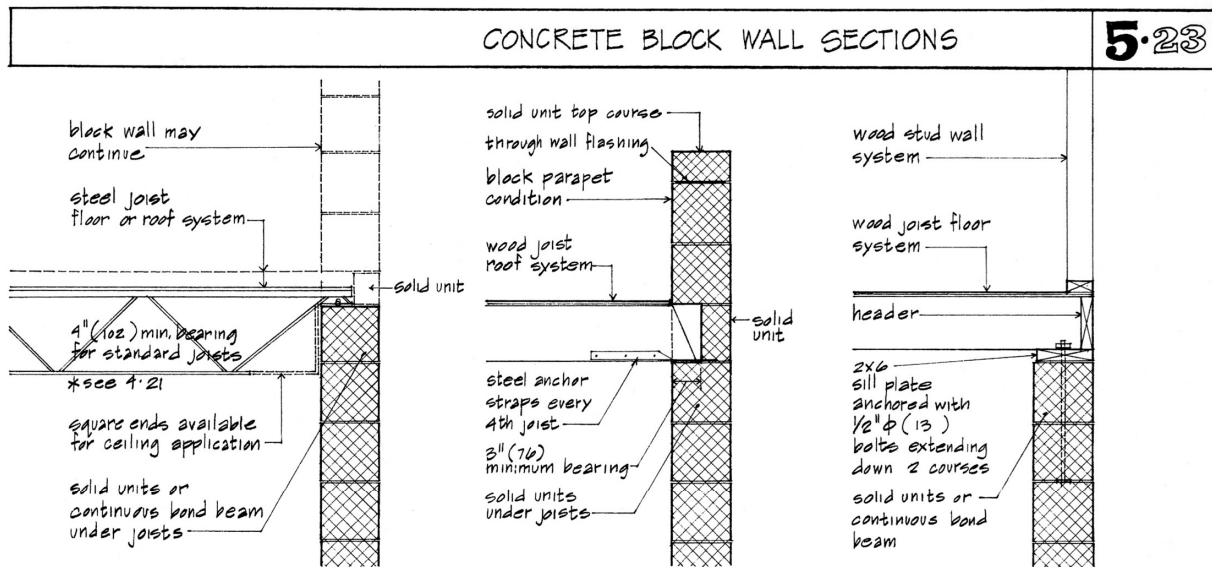 CONCRETE BLOCK WALL SECTIONS
5·23
block wall may
continue
steel joist
floor or roof system
solid unit
4"(102) min. bearing
for standard joists
*see 4·21
square ends available
for ceiling application
solid units or
continuous bond beam
under joists
solid unit top course
through wall flashing
block parapet
condition
wood joist
roof system
solid
unit
steel anchor
straps every
4th joist
3"(76)
minimum bearing
solid units
under joists
wood stud wall
system
wood joist floor
system
header
2x6
sill plate
anchored with
1/2"ϕ (13 )
bolts extending
down 2 courses
solid units or
continuous bond
beam